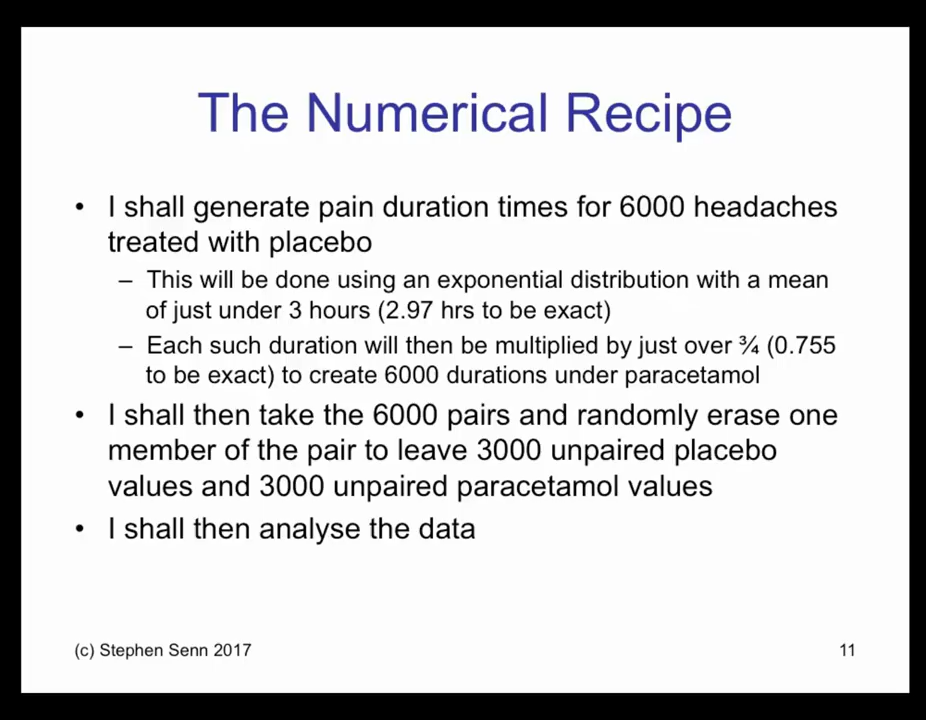 The Numerical Recipe
• I shall generate pain duration times for 6000 headaches
treated with placebo
– This will be done using an exponential distribution with a mean
of just under 3 hours (2.97 hrs to be exact)
– Each such duration will then be multiplied by just over ¾ (0.755
to be exact) to create 6000 durations under paracetamol
• I shall then take the 6000 pairs and randomly erase one
member of the pair to leave 3000 unpaired placebo
values and 3000 unpaired paracetamol values
• I shall then analyse the data
(c) Stephen Senn 2017
11